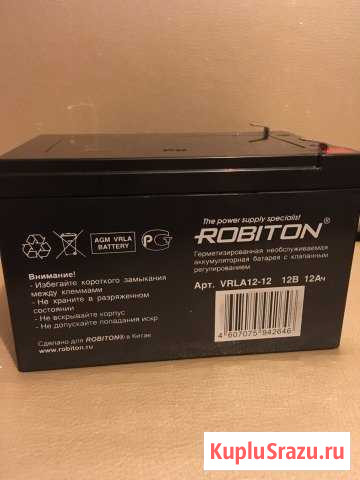 The power supply specialist
ROBITON®
Герметизированная необслуживаемая
аккумуляторная батарея с клапанным
регулированием
Арт. VRLA12-12 12В 12Ач
4 607075 942646
AGM VRLA
BATTERY
Внимание!
- Избегайте короткого замыкания
между клеммами
- Не храните в разряженном
состоянии
- Не вскрывайте корпус
- Не допускайте попадания искр
Сделано для ROBITON® в Китае
www.robiton.ru
KupluSrazu.ru